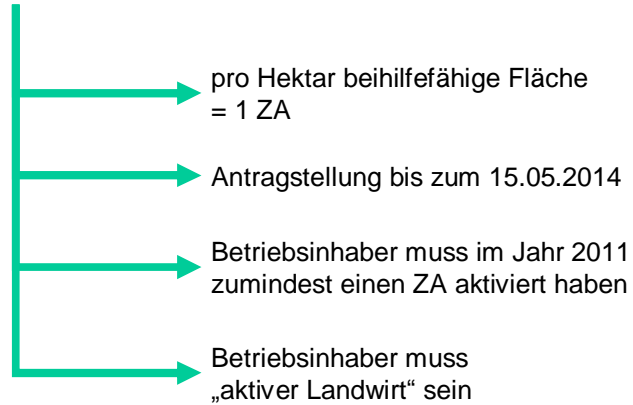 pro Hektar beihilfefähige Fläche
= 1 ZA
Antragstellung bis zum 15.05.2014
Betriebsinhaber muss im Jahr 2011
zumindest einen ZA aktiviert haben
Betriebsinhaber muss
„aktiver Landwirt“ sein